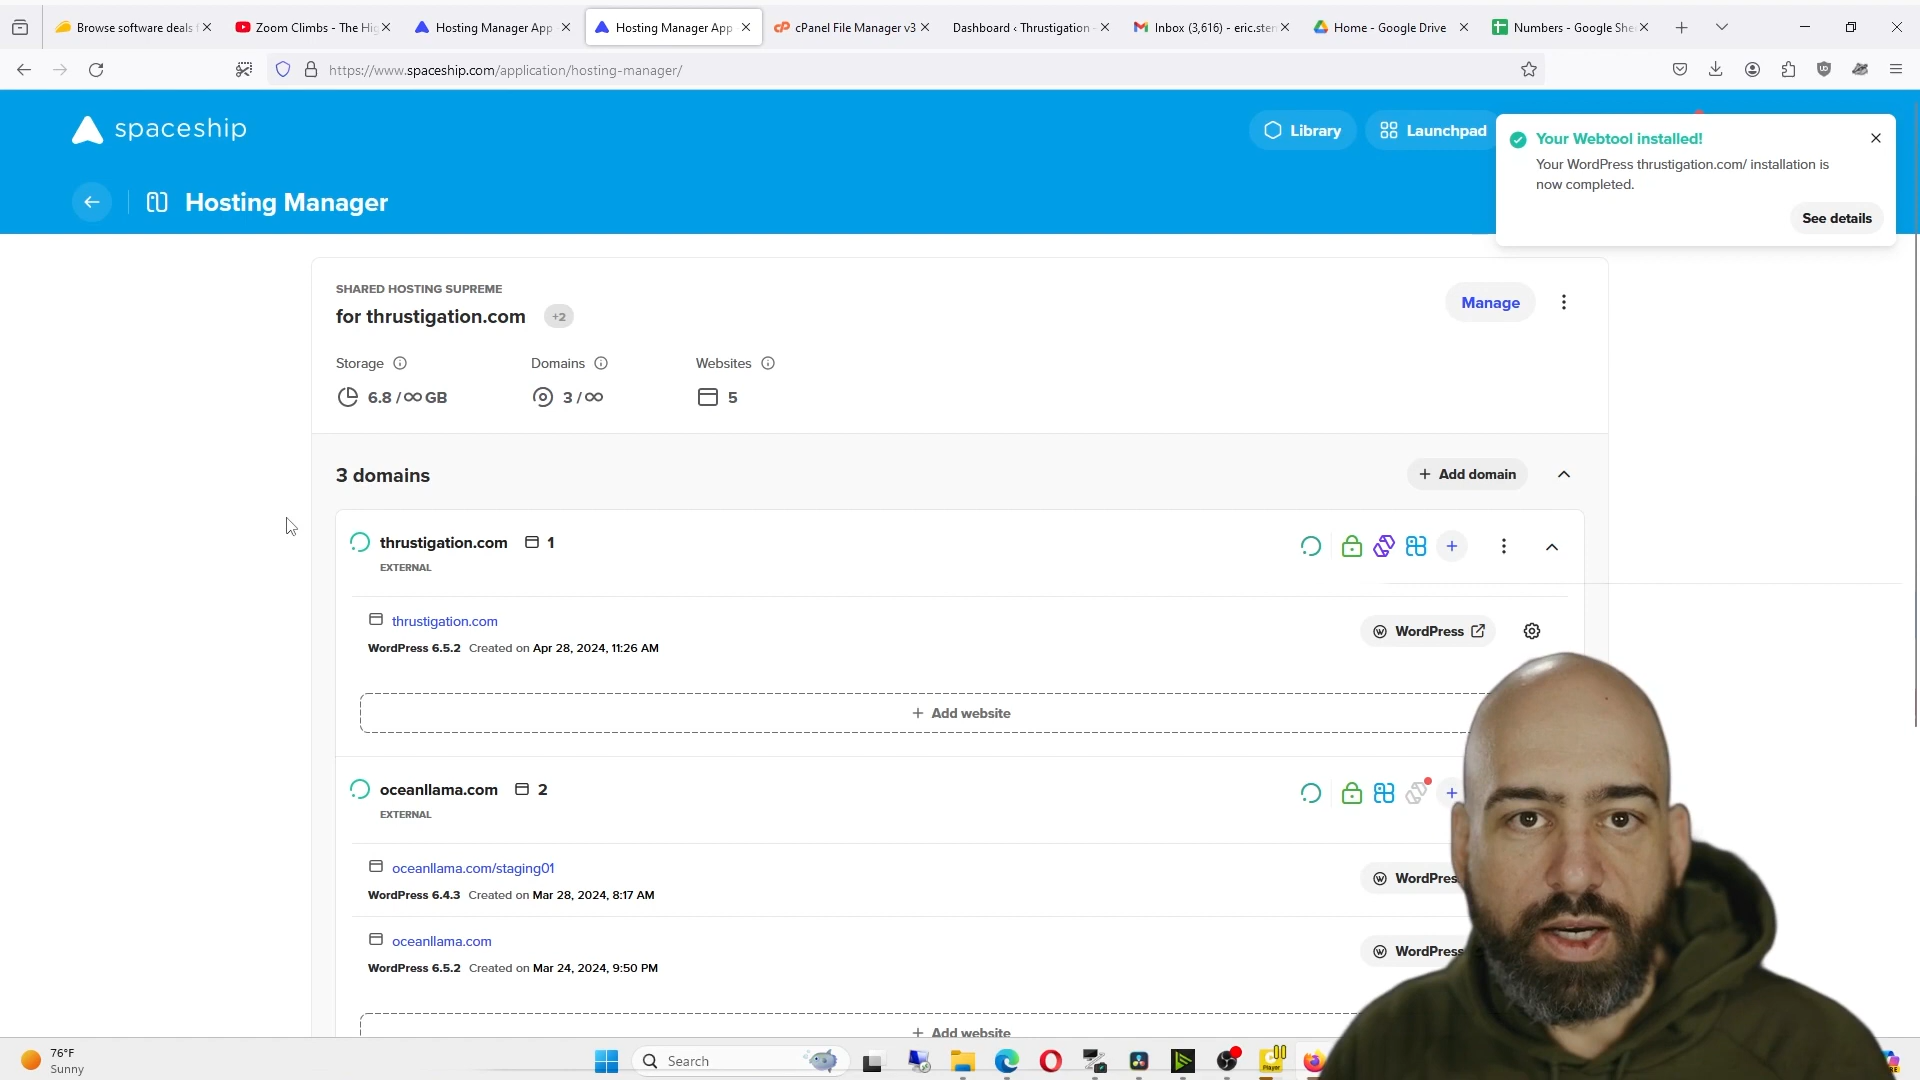 Browse software deals
Zoom Climbs - The Hig
Hosting Manager App
Hosting Manager App
cPanel File Manager v3
Dashboard ‹ Thrustigation
Inbox (3,616) - eric.ster
Home - Google Drive
Numbers - Google She
https://www.spaceship.com/application/hosting-manager/
spaceship
Library
Launchpad
Your Webtool installed!
Your WordPress thrustigation.com/ installation is
now completed.
See details
Hosting Manager
SHARED HOSTING SUPREME
for thrustigation.com +2
Manage
Storage
Domains
Websites
6.8 / ∞ GB
3 / ∞
5
3 domains
+ Add domain
thrustigation.com 1
EXTERNAL
thrustigation.com
WordPress
WordPress 6.5.2 Created on Apr 28, 2024, 11:26 AM
+ Add website
oceanllama.com 2
EXTERNAL
oceanllama.com/staging01
WordPres
WordPress 6.4.3 Created on Mar 28, 2024, 8:17 AM
oceanllama.com
WordPress
WordPress 6.5.2 Created on Mar 24, 2024, 9:50 PM
+ Add website
76°F
Sunny
Search
Player